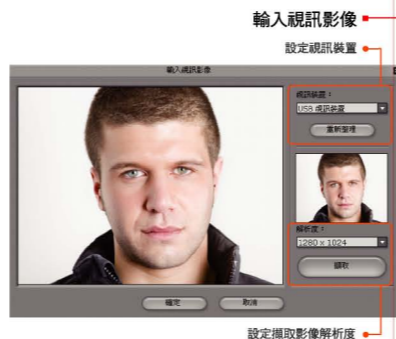 輸入視訊影像
設定視訊裝置
輸入視訊影像
視訊裝置：
USB 視訊裝置
重新整理
解析度：
1280 x 1024
擷取
確定
取消
設定擷取影像解析度